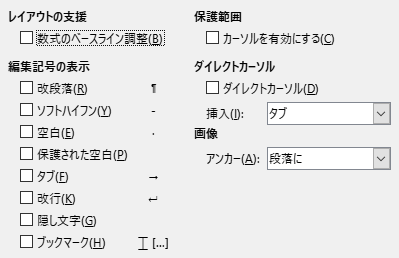 レイアウトの支援
数式のベースライン調整(B)
編集記号の表示
改段落(R) ¶
ソフトハイフン(Y) -
空白(E) ·
保護された空白(P)
タブ(F) →
改行(K) ↵
隠し文字(G)
ブックマーク(H) ⌶ [...]
保護範囲
カーソルを有効にする(C)
ダイレクトカーソル
ダイレクトカーソル(D)
挿入(I): タブ
画像
アンカー(A): 段落に